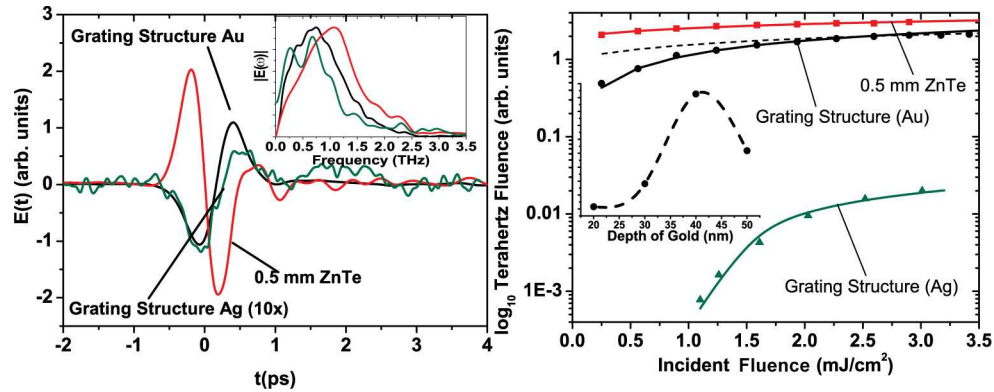 Grating Structure Au
|E(ω)|
0.0 0.5 1.0 1.5 2.0 2.5 3.0 3.5
Frequency (THz)
E(t) (arb. units)
2
1
0
-1
-2
0.5 mm ZnTe
Grating Structure Ag (10x)
-2 -1 0 1 2 3 4
t(ps)
log10 Terahertz Fluence (arb. units)
1
0.1
0.01
1E-3
0.5 mm ZnTe
Grating Structure (Au)
20 30 40 50
Depth of Gold (nm)
Grating Structure (Ag)
0.0 0.5 1.0 1.5 2.0 2.5 3.0 3.5
Incident Fluence (mJ/cm²)